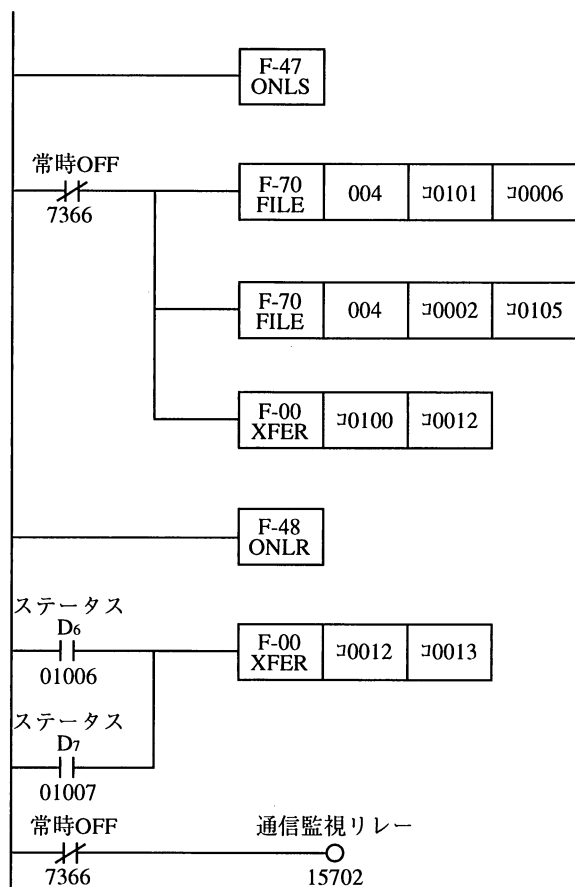 F-47
ONLS
常時OFF
7366
F-70
FILE
004
ｺ0101
ｺ0006
F-70
FILE
004
ｺ0002
ｺ0105
F-00
XFER
ｺ0100
ｺ0012
F-48
ONLR
ステータス
D6
01006
F-00
XFER
ｺ0012
ｺ0013
ステータス
D7
01007
常時OFF
7366
通信監視リレー
15702